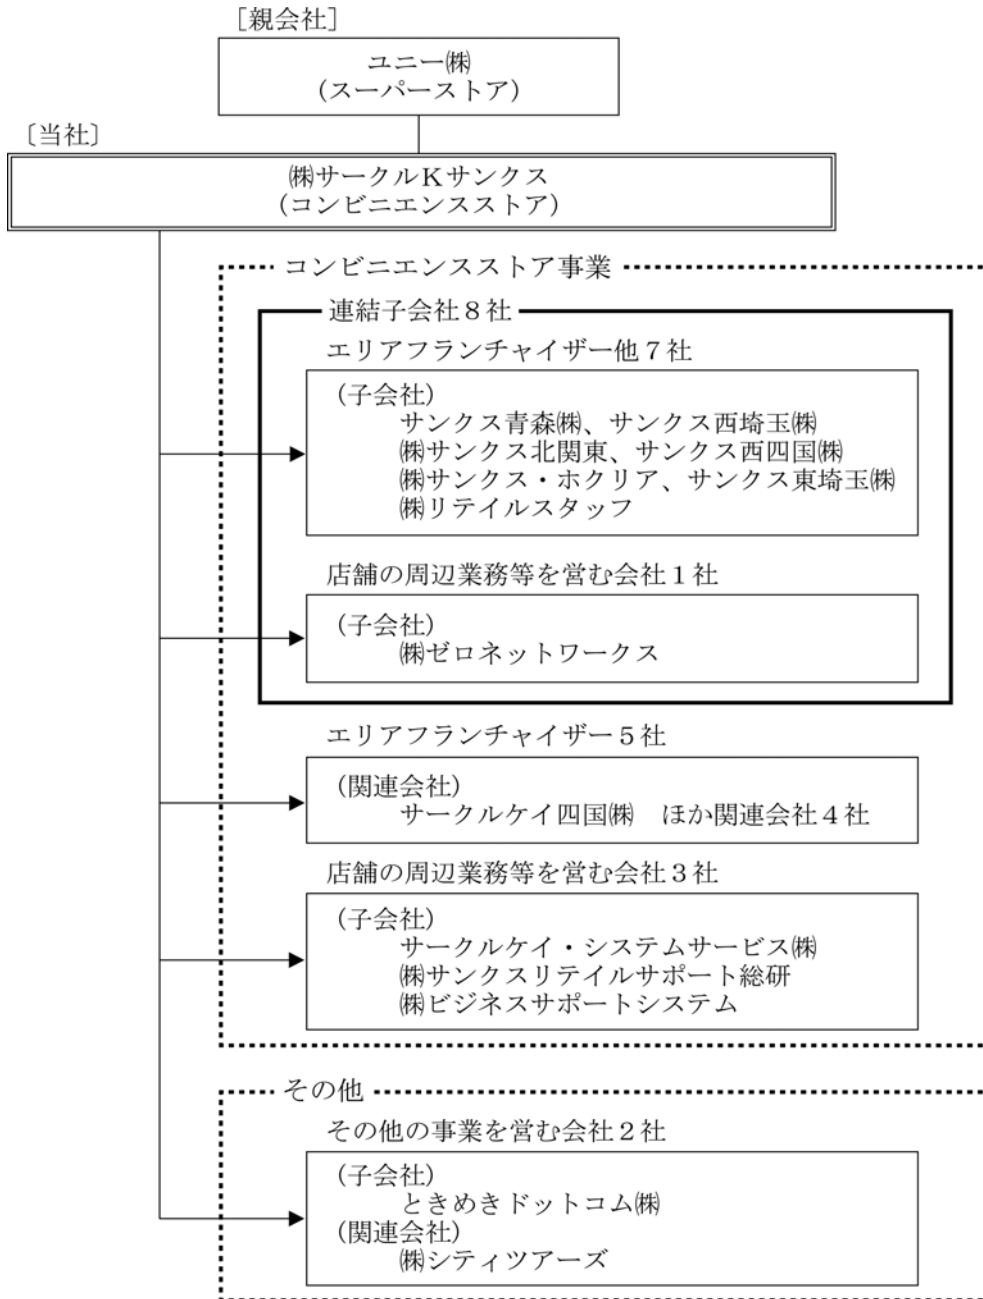 ［親会社］
ユニー㈱
（スーパーストア）
〔当社〕
㈱サークルＫサンクス
（コンビニエンスストア）
コンビニエンスストア事業
連結子会社８社
エリアフランチャイザー他７社
（子会社）
サンクス青森㈱、サンクス西埼玉㈱
㈱サンクス北関東、サンクス西四国㈱
㈱サンクス・ホクリア、サンクス東埼玉㈱
㈱リテイルスタッフ
店舗の周辺業務等を営む会社１社
（子会社）
㈱ゼロネットワークス
エリアフランチャイザー５社
（関連会社）
サークルケイ四国㈱　ほか関連会社４社
店舗の周辺業務等を営む会社３社
（子会社）
サークルケイ・システムサービス㈱
㈱サンクスリテイルサポート総研
㈱ビジネスサポートシステム
その他
その他の事業を営む会社２社
（子会社）
ときめきドットコム㈱
（関連会社）
㈱シティツアーズ